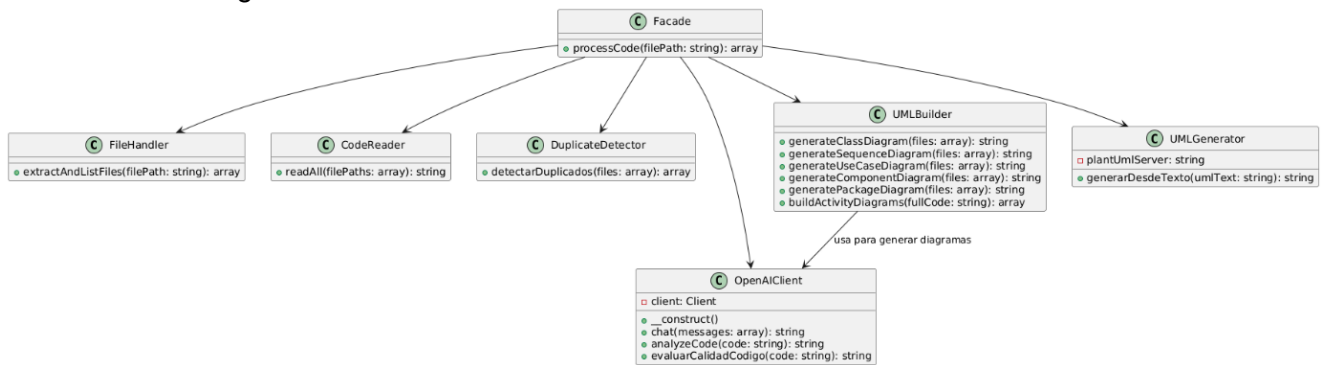 C Facade
processCode(filePath: string): array
C FileHandler
extractAndListFiles(filePath: string): array
C CodeReader
readAll(filePaths: array): string
C DuplicateDetector
detectarDuplicados(files: array): array
C UMLBuilder
generateClassDiagram(files: array): string
generateSequenceDiagram(files: array): string
generateUseCaseDiagram(files: array): string
generateComponentDiagram(files: array): string
generatePackageDiagram(files: array): string
buildActivityDiagrams(fullCode: string): array
C UMLGenerator
plantUmlServer: string
generarDesdeTexto(umlText: string): string
usa para generar diagramas
C OpenAIClient
client: Client
__construct()
chat(messages: array): string
analyzeCode(code: string): string
evaluarCalidadCodigo(code: string): string